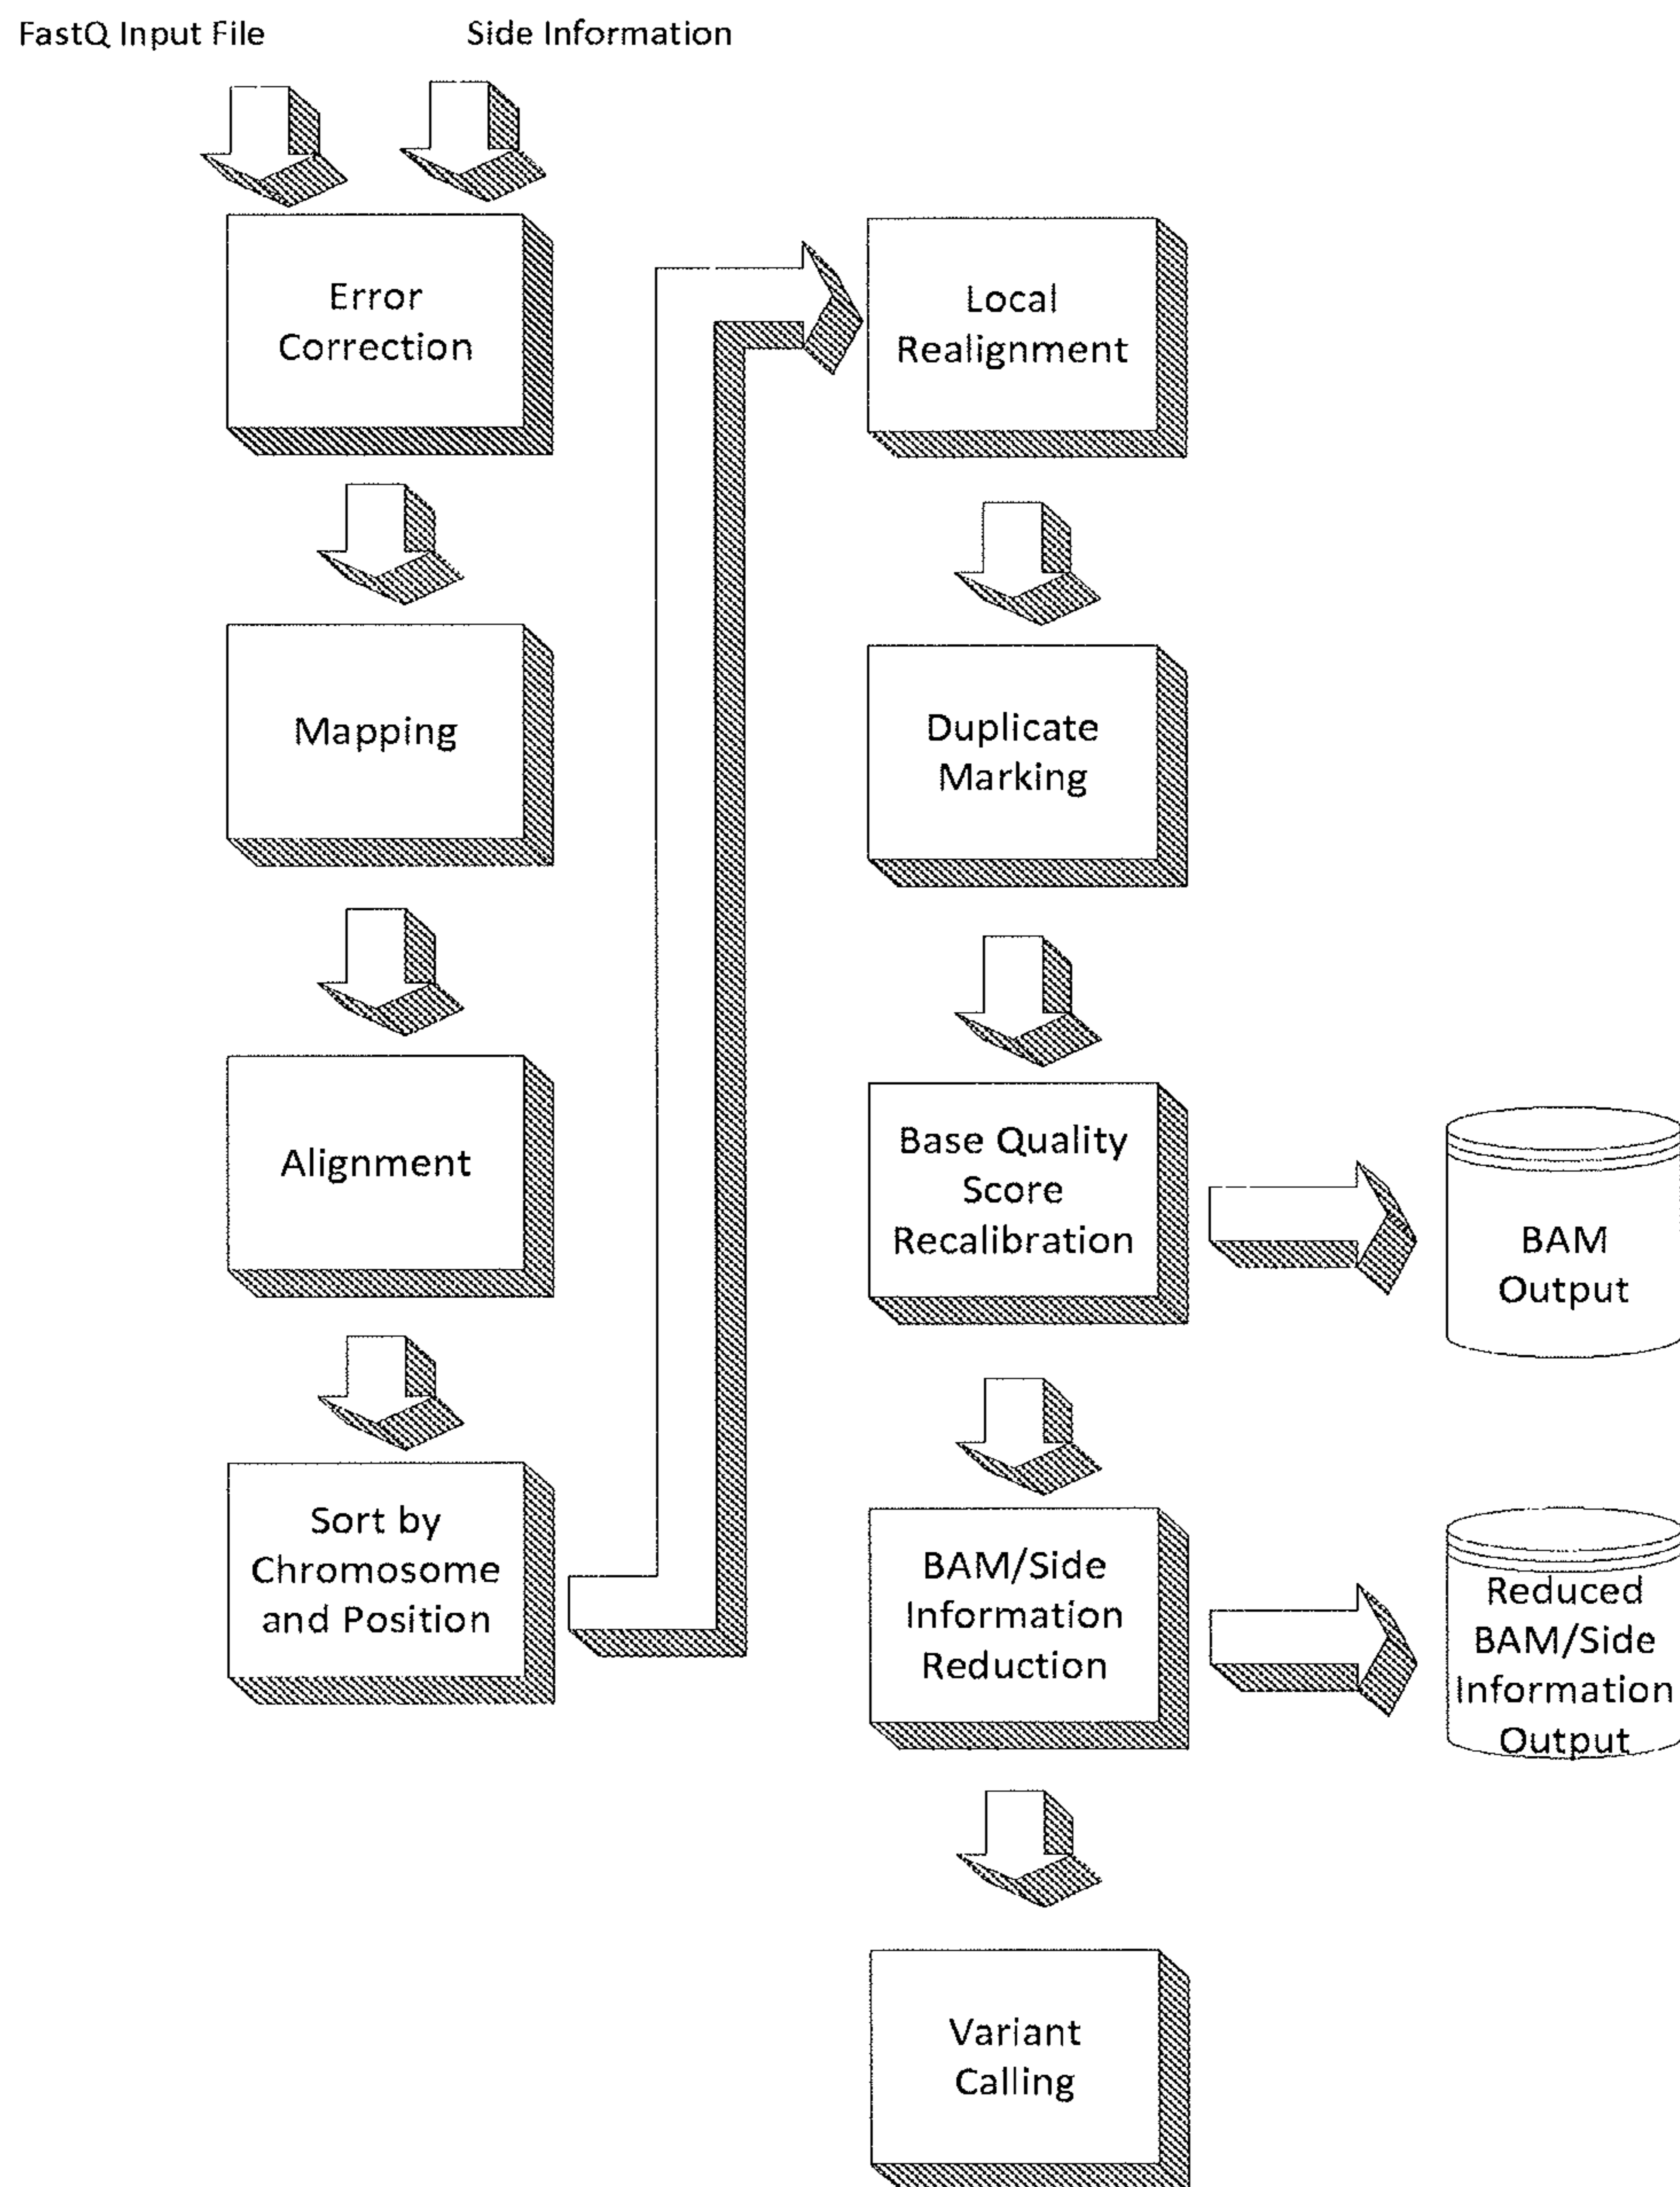 FastQ Input File
Side Information
Error
Correction
Mapping
Alignment
Sort by
Chromosome
and Position
Local
Realignment
Duplicate
Marking
Base Quality
Score
Recalibration
BAM
Output
BAM/Side
Information
Reduction
Reduced
BAM/Side
Information
Output
Variant
Calling